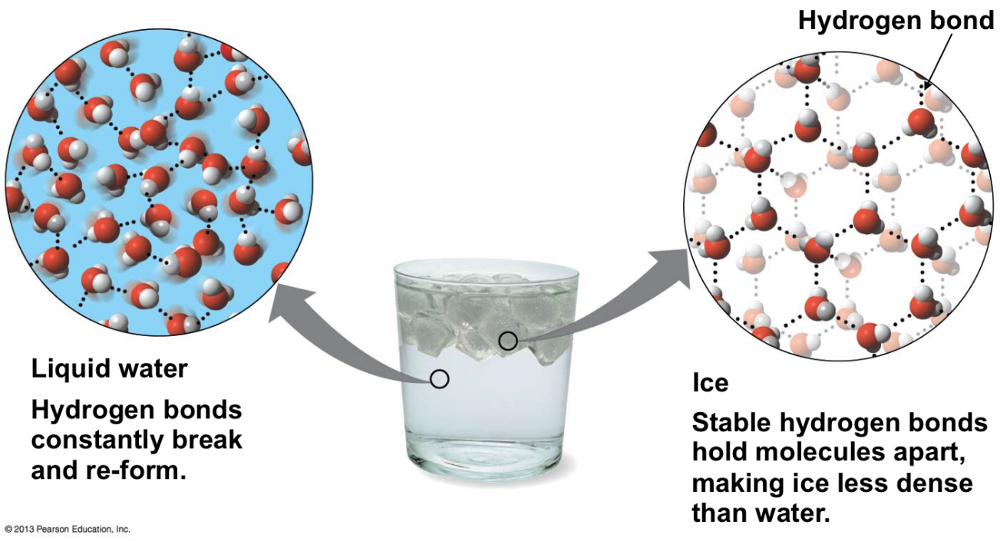 Hydrogen bond
Liquid water
Hydrogen bonds
constantly break
and re-form.
Ice
Stable hydrogen bonds
hold molecules apart,
making ice less dense
than water.
© 2013 Pearson Education, Inc.